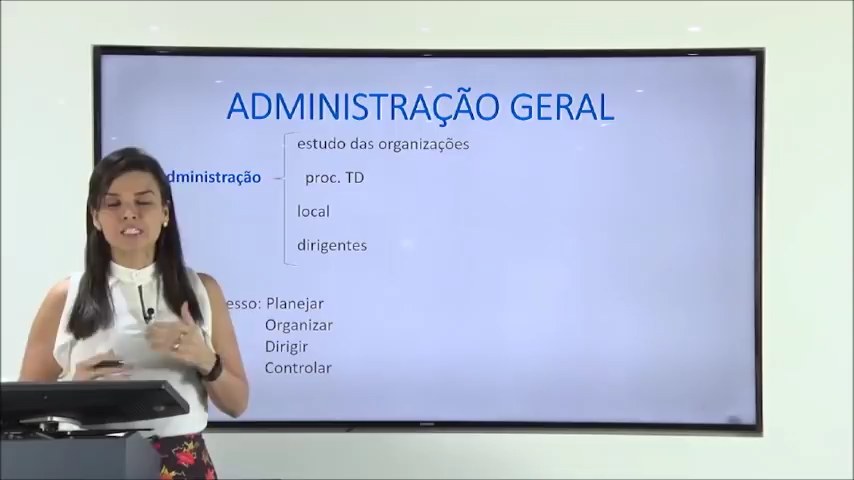 ADMINISTRAÇÃO GERAL
estudo das organizações
dministração
proc. TD
local
dirigentes
esso: Planejar
Organizar
Dirigir
Controlar